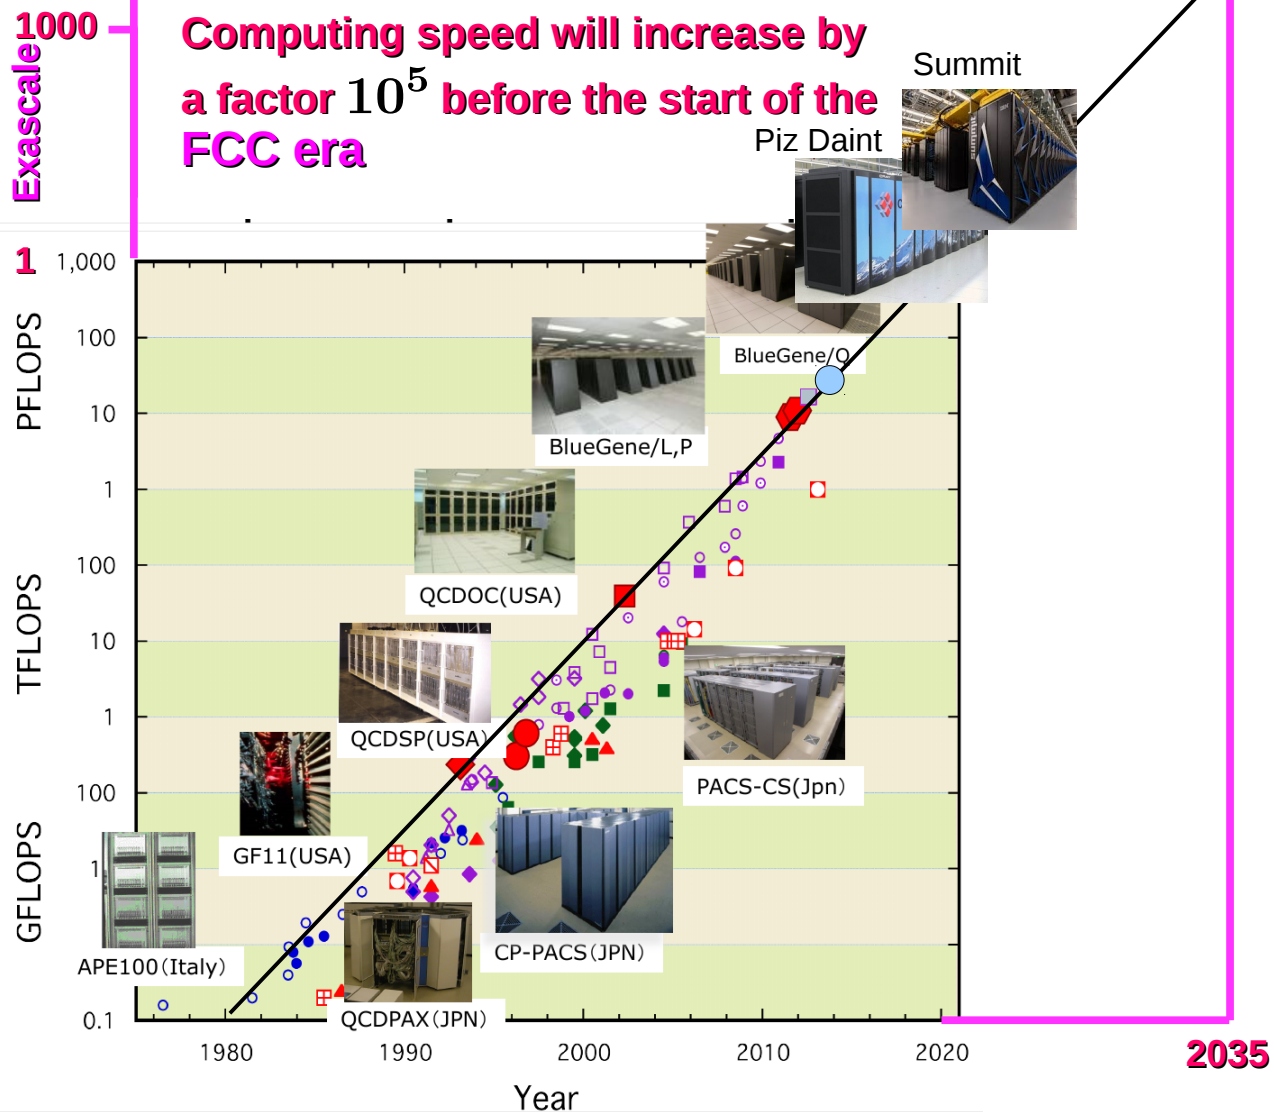 1000
Exascale
Computing speed will increase by
a factor 10^5 before the start of the
FCC era
Summit
Piz Daint
1
1,000
100
10
1
100
10
1
100
1
0.1
PFLOPS
TFLOPS
GFLOPS
BlueGene/Q
BlueGene/L,P
QCDOC(USA)
QCDSP(USA)
PACS-CS(Jpn)
GF11(USA)
CP-PACS(JPN)
APE100(Italy)
QCDPAX(JPN)
1980
1990
2000
2010
2020
2035
Year